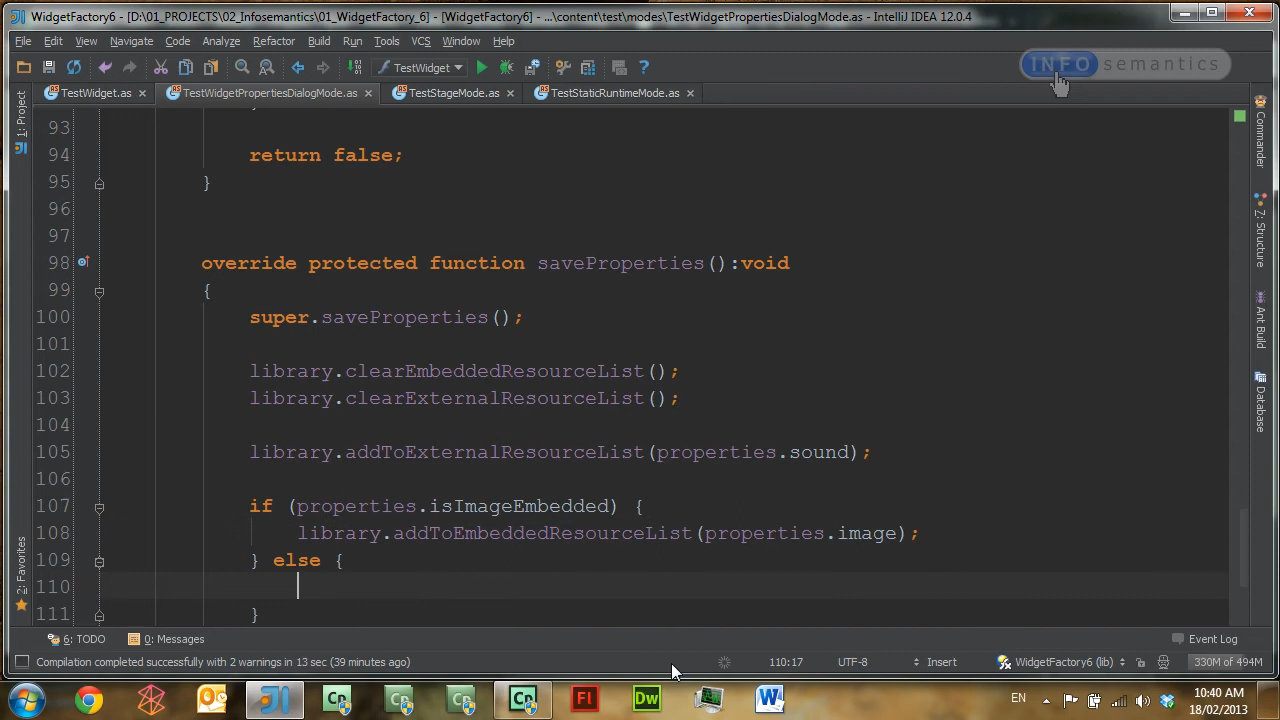 WidgetFactory6 - [D:\01_PROJECTS\02_Infosemantics\01_WidgetFactory_6] - [WidgetFactory6] - ...\content\test\modes\TestWidgetPropertiesDialogMode.as - IntelliJ IDEA 12.0.4
File Edit View Navigate Code Analyze Refactor Build Run Tools VCS Window Help
TestWidget
INFO semantics
TestWidget.as TestWidgetPropertiesDialogMode.as TestStageMode.as TestStaticRuntimeMode.as
1: Project
Commander
Z: Structure
Ant Build
Database
2: Favorites
93 }
94 return false;
95 }
96
97
98 override protected function saveProperties():void
99 {
100 super.saveProperties();
101
102 library.clearEmbeddedResourceList();
103 library.clearExternalResourceList();
104
105 library.addToExternalResourceList(properties.sound);
106
107 if (properties.isImageEmbedded) {
108 library.addToEmbeddedResourceList(properties.image);
109 } else {
110
111 }
6: TODO 0: Messages Event Log
Compilation completed successfully with 2 warnings in 13 sec (39 minutes ago) 110:17 UTF-8 Insert WidgetFactory6 (lib) 330M of 494M
EN 10:40 AM
18/02/2013